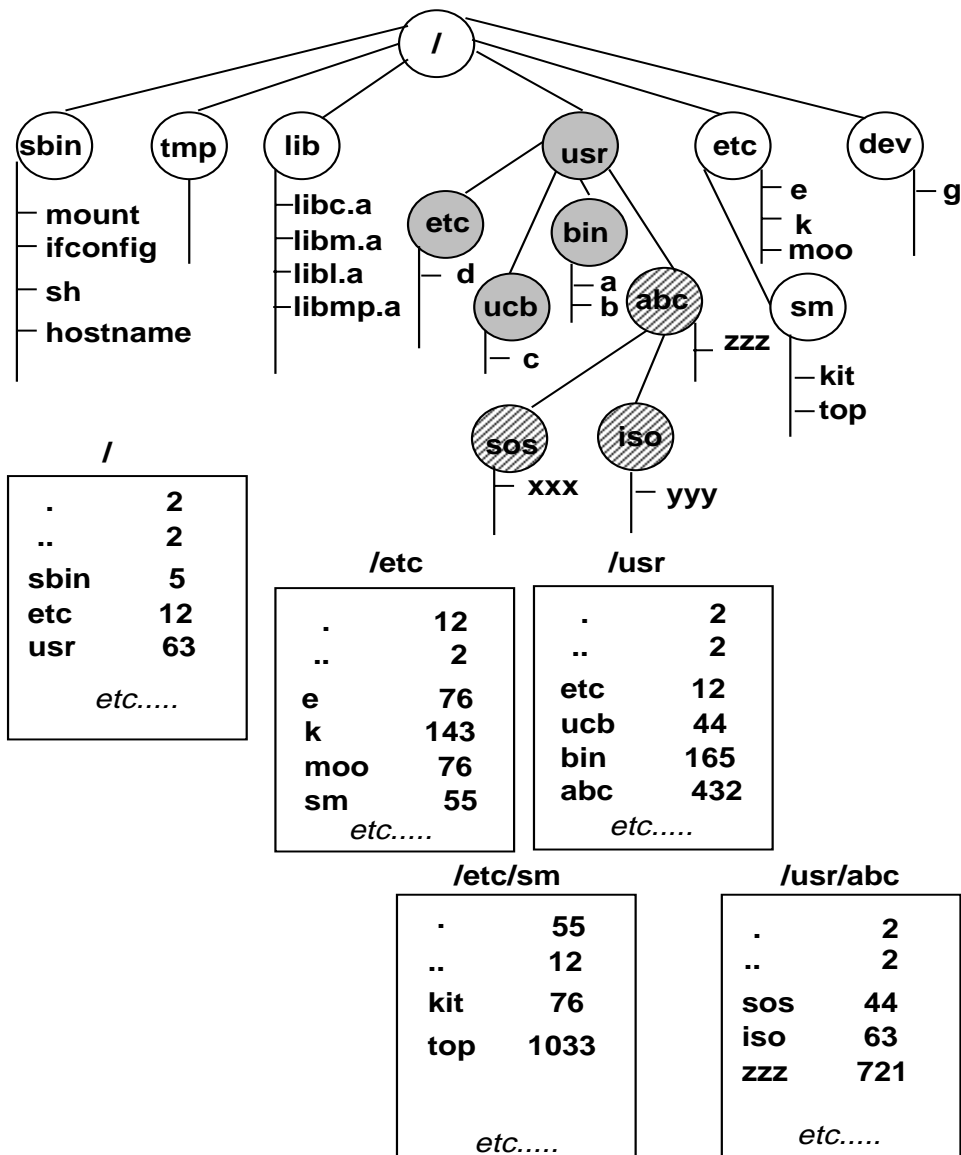 /
sbin
tmp
lib
usr
etc
dev
mount
ifconfig
sh
hostname
libc.a
libm.a
libl.a
libmp.a
etc
d
ucb
c
bin
a
b
abc
zzz
e
k
moo
g
sm
kit
top
sos
xxx
iso
yyy
/
. 2
.. 2
sbin 5
etc 12
usr 63
etc.....
/etc
. 12
.. 2
e 76
k 143
moo 76
sm 55
etc.....
/usr
. 2
.. 2
etc 12
ucb 44
bin 165
abc 432
etc.....
/etc/sm
. 55
.. 12
kit 76
top 1033
etc.....
/usr/abc
. 2
.. 2
sos 44
iso 63
zzz 721
etc.....